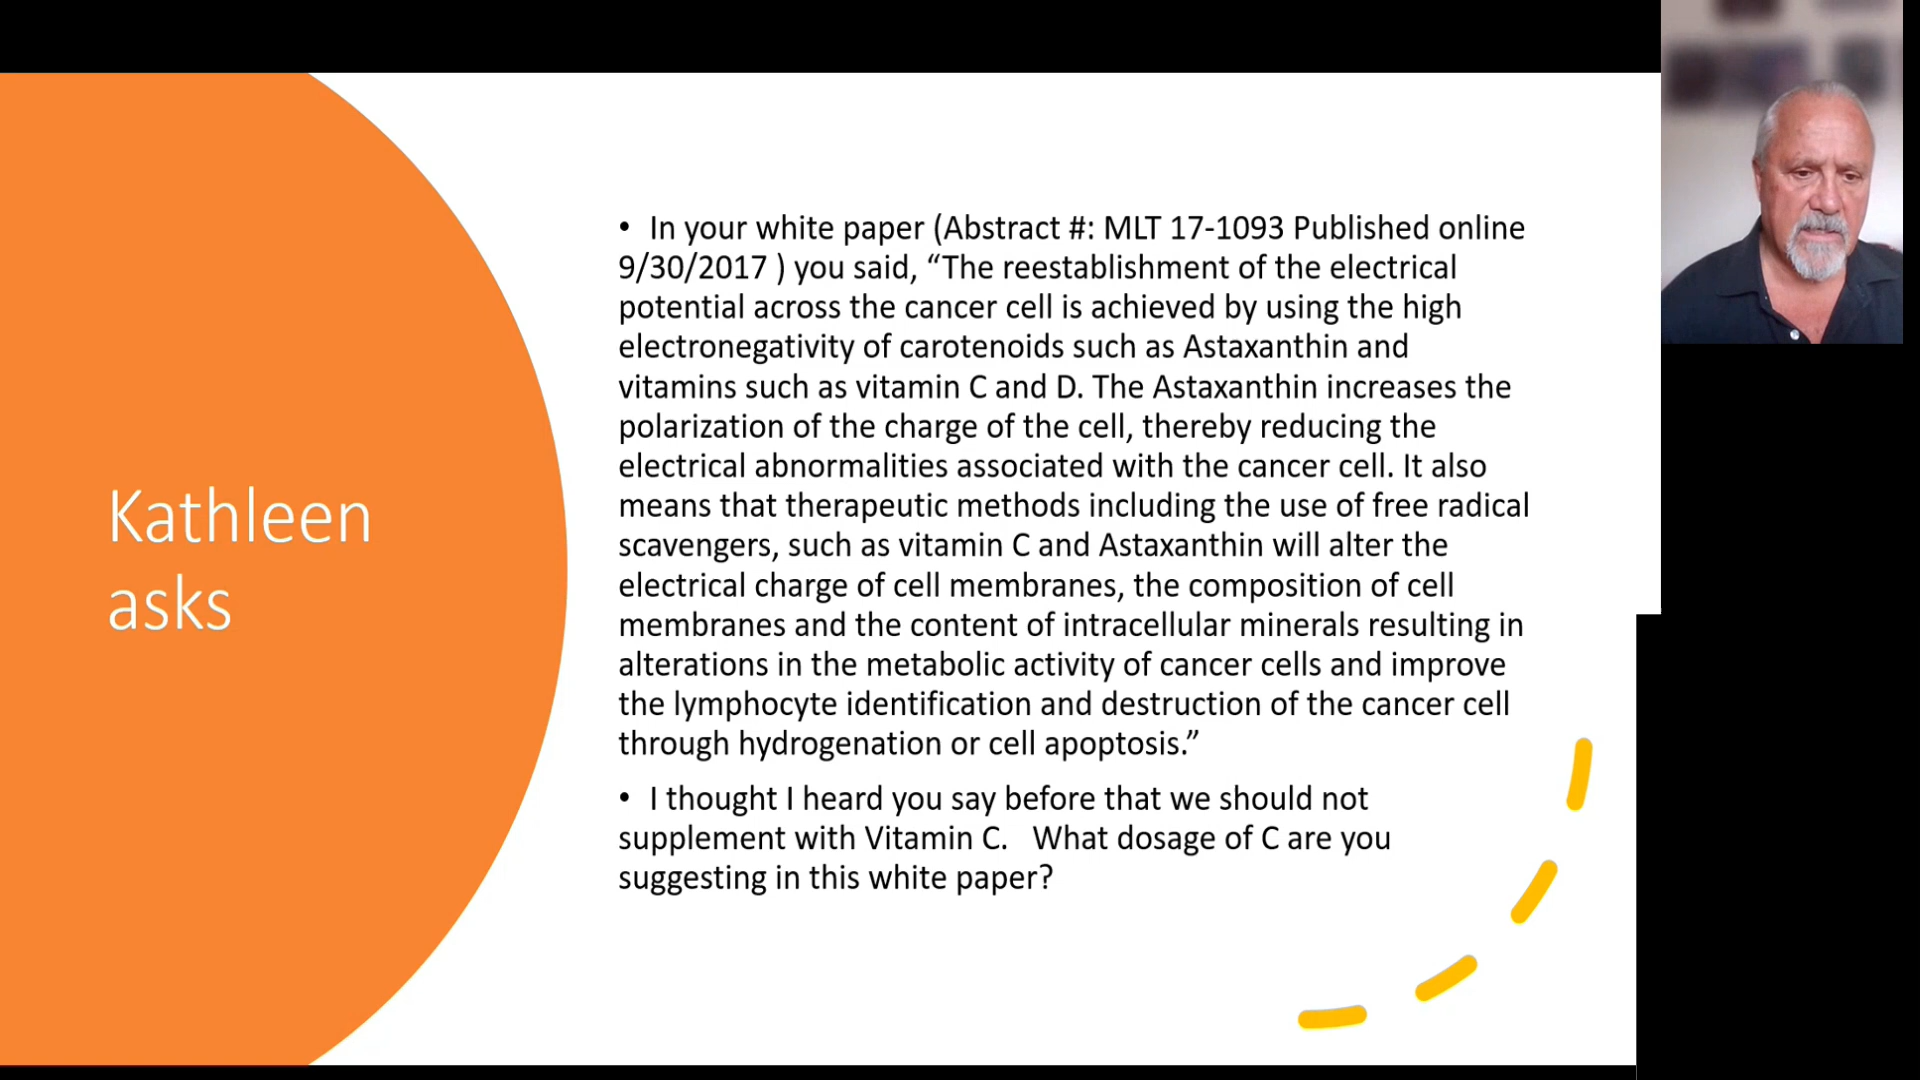 Kathleen
asks
• In your white paper (Abstract #: MLT 17-1093 Published online
9/30/2017 ) you said, “The reestablishment of the electrical
potential across the cancer cell is achieved by using the high
electronegativity of carotenoids such as Astaxanthin and
vitamins such as vitamin C and D. The Astaxanthin increases the
polarization of the charge of the cell, thereby reducing the
electrical abnormalities associated with the cancer cell. It also
means that therapeutic methods including the use of free radical
scavengers, such as vitamin C and Astaxanthin will alter the
electrical charge of cell membranes, the composition of cell
membranes and the content of intracellular minerals resulting in
alterations in the metabolic activity of cancer cells and improve
the lymphocyte identification and destruction of the cancer cell
through hydrogenation or cell apoptosis.”
• I thought I heard you say before that we should not
supplement with Vitamin C.   What dosage of C are you
suggesting in this white paper?